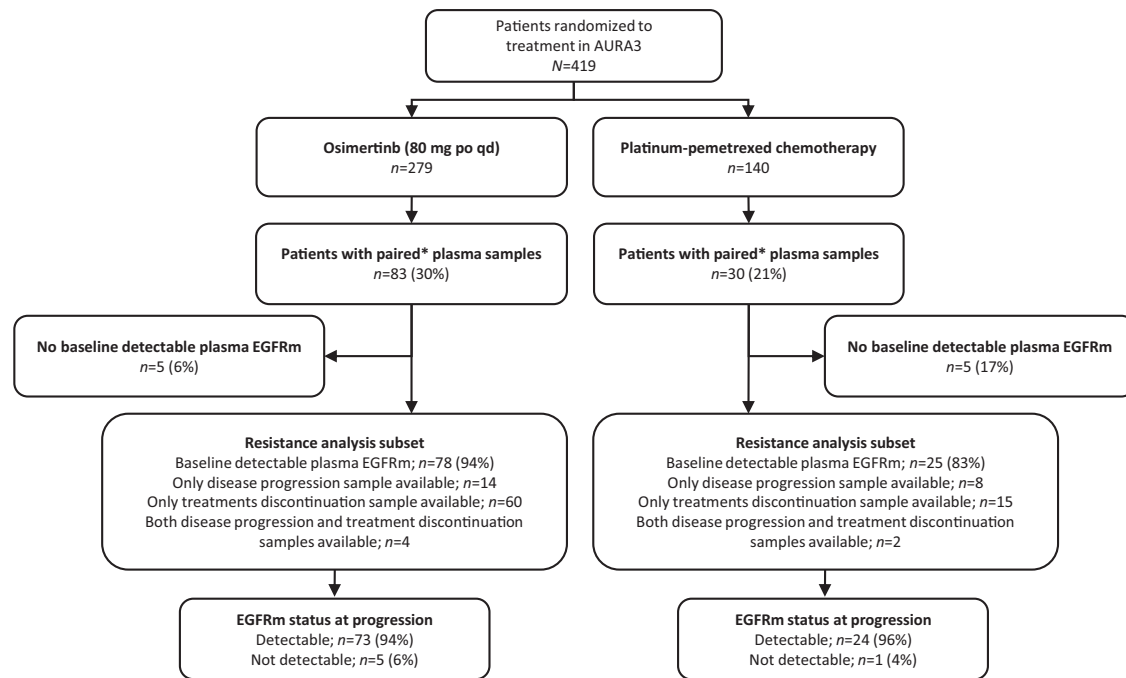 Patients randomized to
treatment in AURA3
N=419
Osimertinb (80 mg po qd)
n=279
Platinum-pemetrexed chemotherapy
n=140
Patients with paired* plasma samples
n=83 (30%)
Patients with paired* plasma samples
n=30 (21%)
No baseline detectable plasma EGFRm
n=5 (6%)
No baseline detectable plasma EGFRm
n=5 (17%)
Resistance analysis subset
Baseline detectable plasma EGFRm; n=78 (94%)
Only disease progression sample available; n=14
Only treatments discontinuation sample available; n=60
Both disease progression and treatment discontinuation
samples available; n=4
Resistance analysis subset
Baseline detectable plasma EGFRm; n=25 (83%)
Only disease progression sample available; n=8
Only treatments discontinuation sample available; n=15
Both disease progression and treatment discontinuation
samples available; n=2
EGFRm status at progression
Detectable; n=73 (94%)
Not detectable; n=5 (6%)
EGFRm status at progression
Detectable; n=24 (96%)
Not detectable; n=1 (4%)